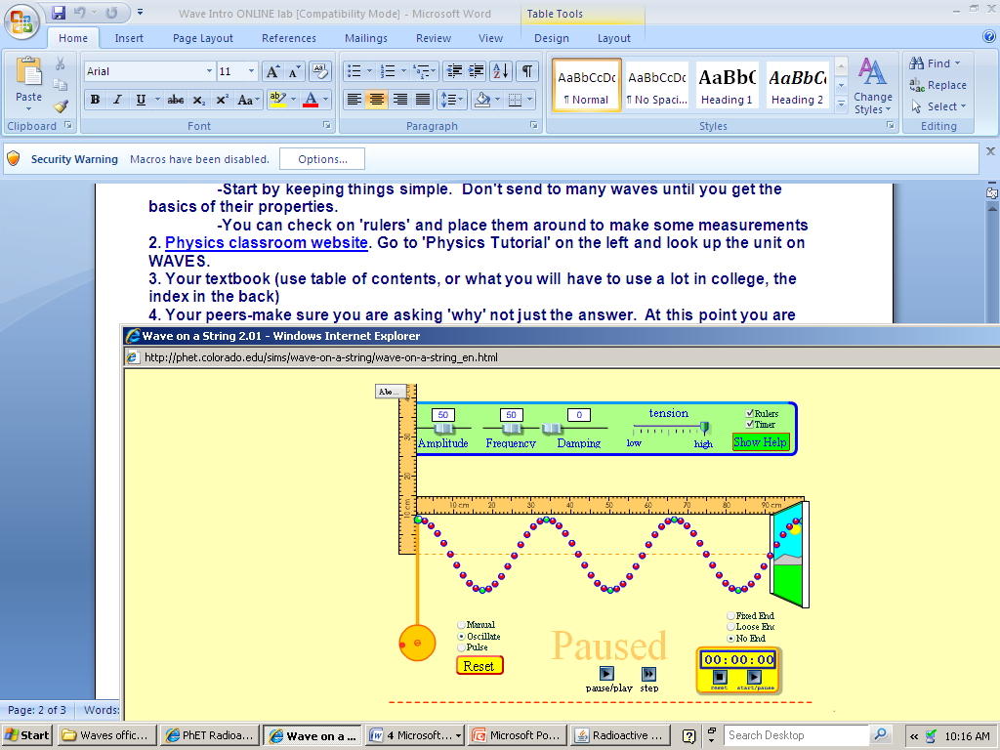 Wave Intro ONLINE lab [Compatibility Mode] - Microsoft Word
Table Tools
Home Insert Page Layout References Mailings Review View Design Layout
Paste
Arial 11
AaBbCcDc AaBbCcDc AaBbC AaBbCc
¶ Normal ¶ No Spaci... Heading 1 Heading 2
Change Styles
Find
Replace
Select
Clipboard Font Paragraph Styles Editing
Security Warning Macros have been disabled. Options...
-Start by keeping things simple. Don't send to many waves until you get the
basics of their properties.
-You can check on 'rulers' and place them around to make some measurements
2. Physics classroom website. Go to 'Physics Tutorial' on the left and look up the unit on
WAVES.
3. Your textbook (use table of contents, or what you will have to use a lot in college, the
index in the back)
4. Your peers-make sure you are asking 'why' not just the answer. At this point you are
Wave on a String 2.01 - Windows Internet Explorer
http://phet.colorado.edu/sims/wave-on-a-string/wave-on-a-string_en.html
50 50 0
Amplitude Frequency Damping
tension
low high
Rulers
Timer
Show Help
10 cm 20 30 40 50 60 70 80 90 cm
10 cm 20 30
Manual
Oscillate
Pulse
Reset
Paused
pause/play step
Fixed End
Loose En
No End
00:00:00
reset start/pause
Page: 2 of 3 Words:
Start Waves offic... PhET Radioa... Wave on a ... 4 Microsoft... Microsoft Po... Radioactive ... Search Desktop 10:16 AM